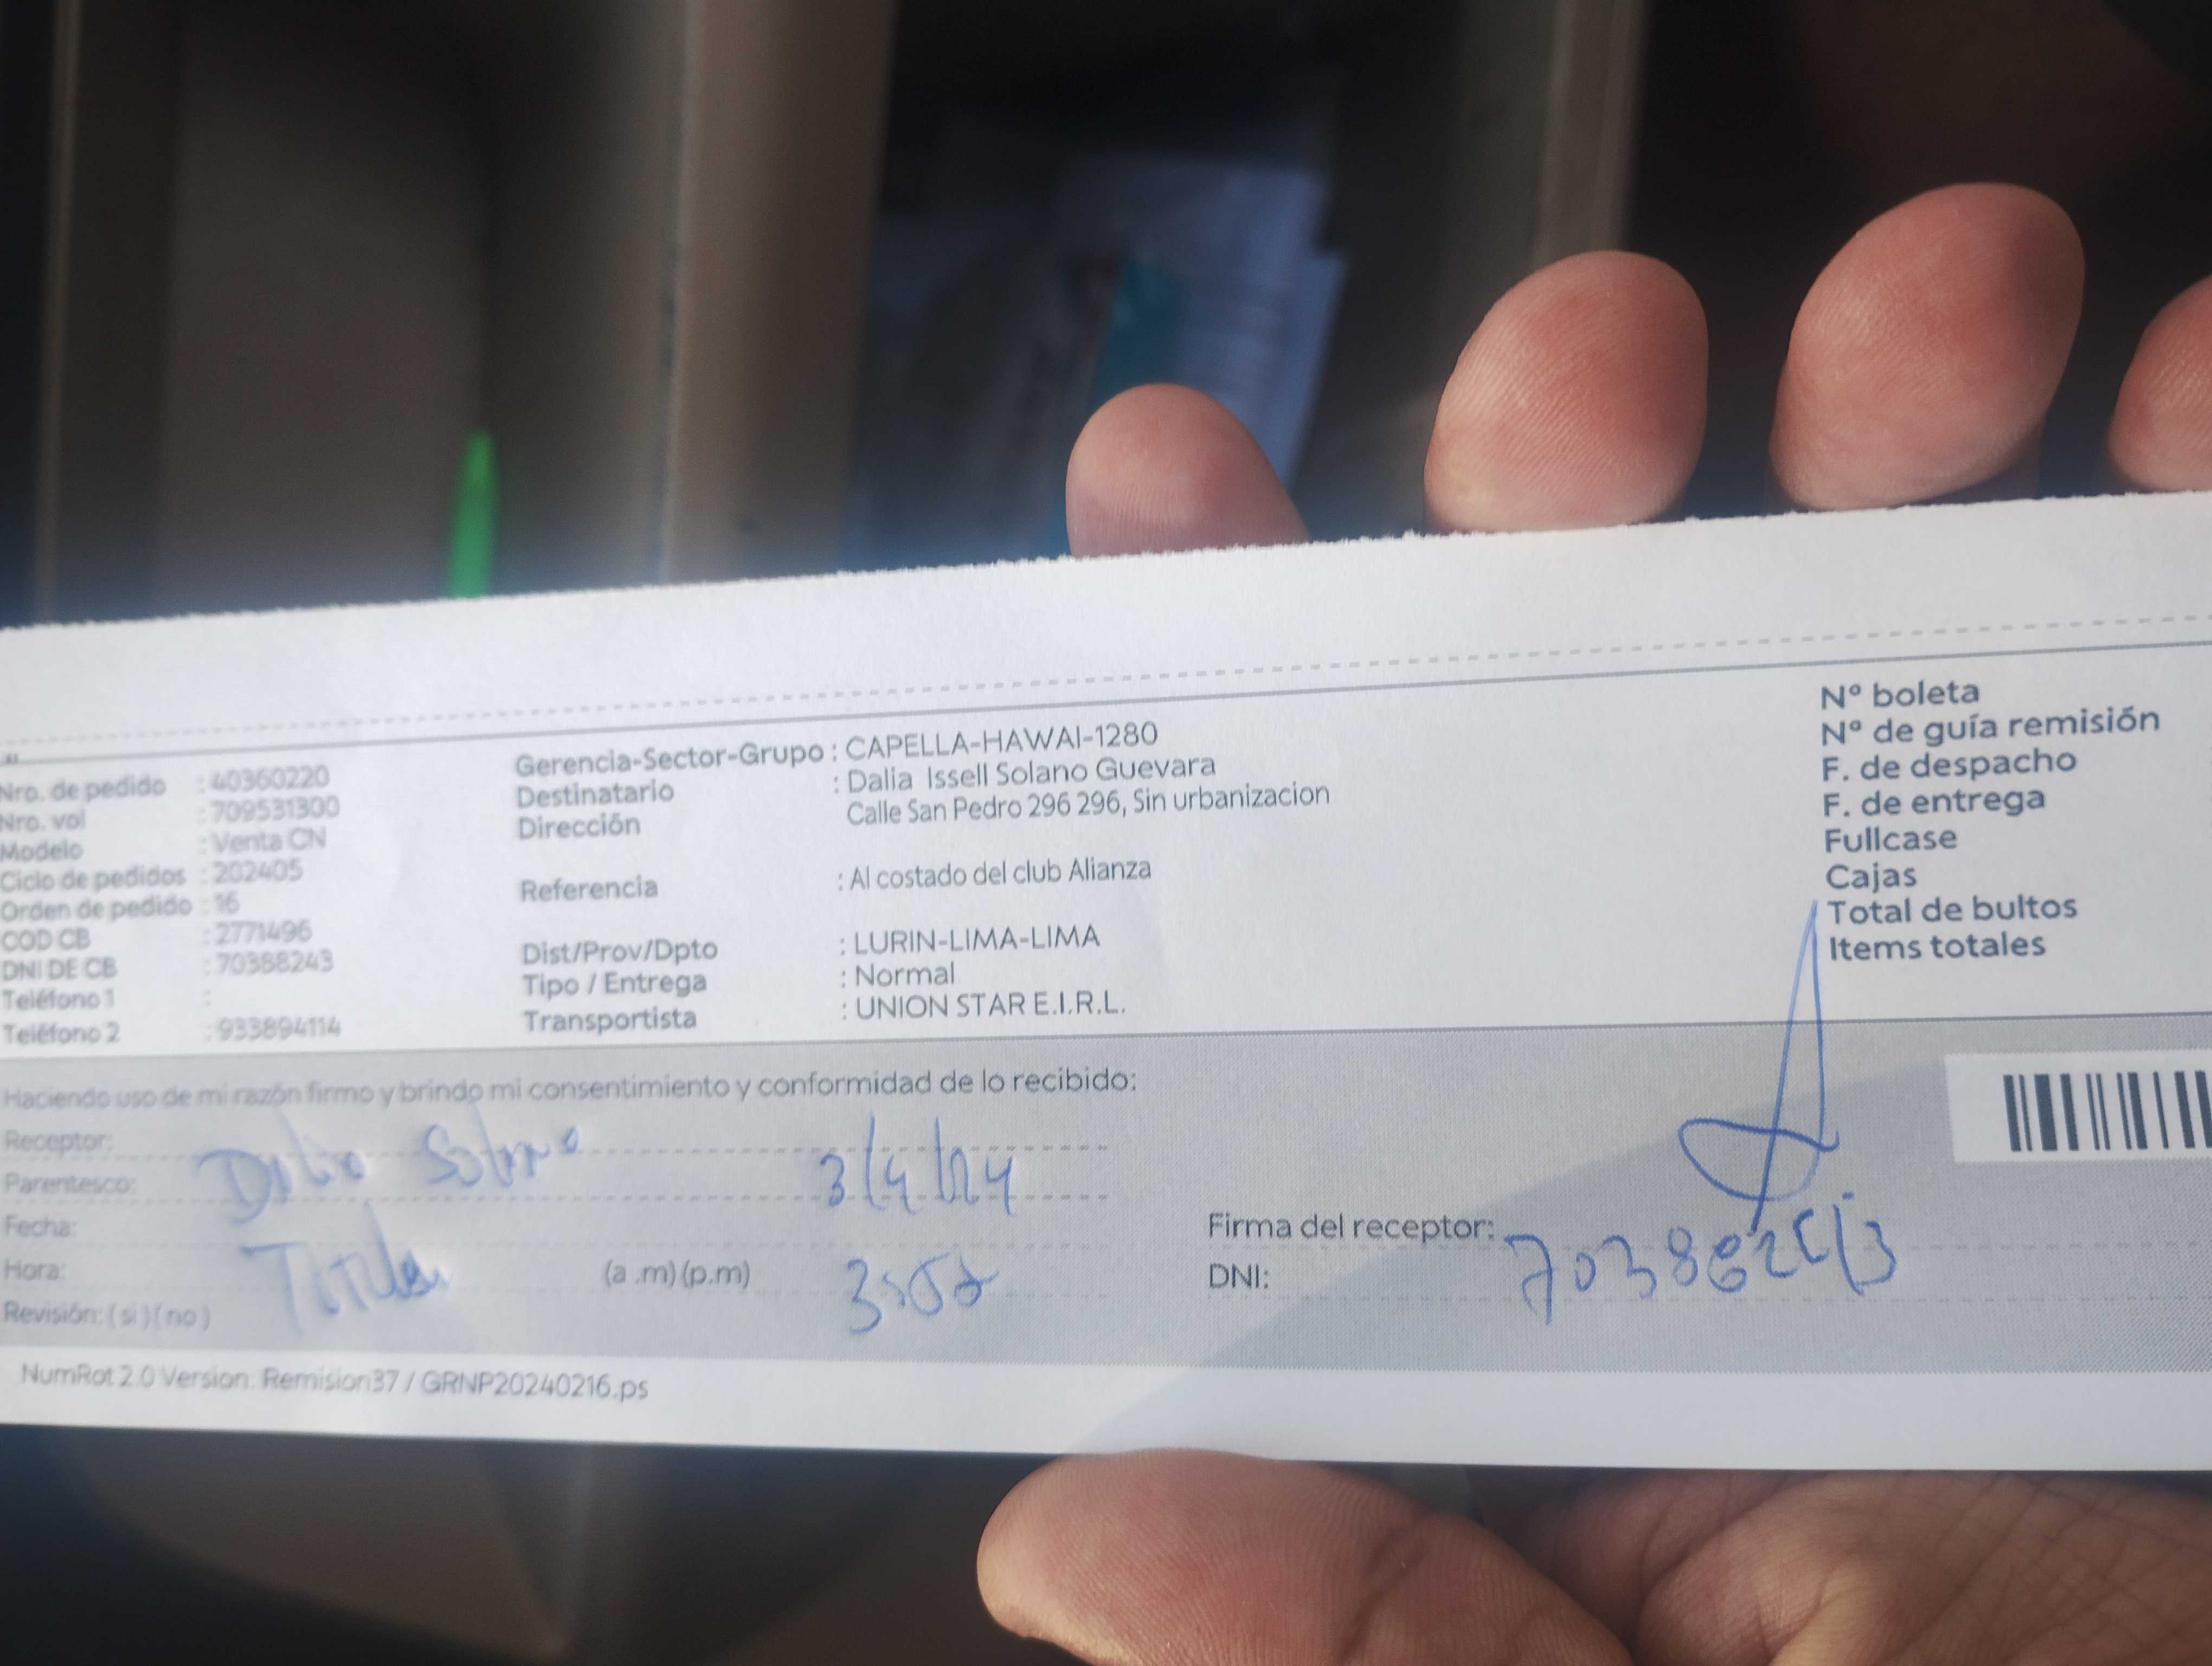 Nro. de pedido : 40360220
Nro. vol : 709531300
Modelo : Venta CN
Ciclo de pedidos : 202405
Orden de pedido : 16
COD CB : 2771496
DNI DE CB : 70388243
Teléfono 1 :
Teléfono 2 : 933894114
Gerencia-Sector-Grupo : CAPELLA-HAWAI-1280
Destinatario : Dalia Issell Solano Guevara
Dirección Calle San Pedro 296 296, Sin urbanizacion
Referencia : Al costado del club Alianza
Dist/Prov/Dpto : LURIN-LIMA-LIMA
Tipo / Entrega : Normal
Transportista : UNION STAR E.I.R.L.
Nº boleta
Nº de guía remisión
F. de despacho
F. de entrega
Fullcase
Cajas
Total de bultos
Items totales
Haciendo uso de mi razón firmo y brindo mi consentimiento y conformidad de lo recibido:
Receptor: Dalia Solano
Parentesco: 3/4/24
Fecha:
Hora: (a .m) (p.m)
Revisión: ( si ) ( no )
Firma del receptor:
DNI:
NumRot 2.0 Version: Remision37 / GRNP20240216.ps